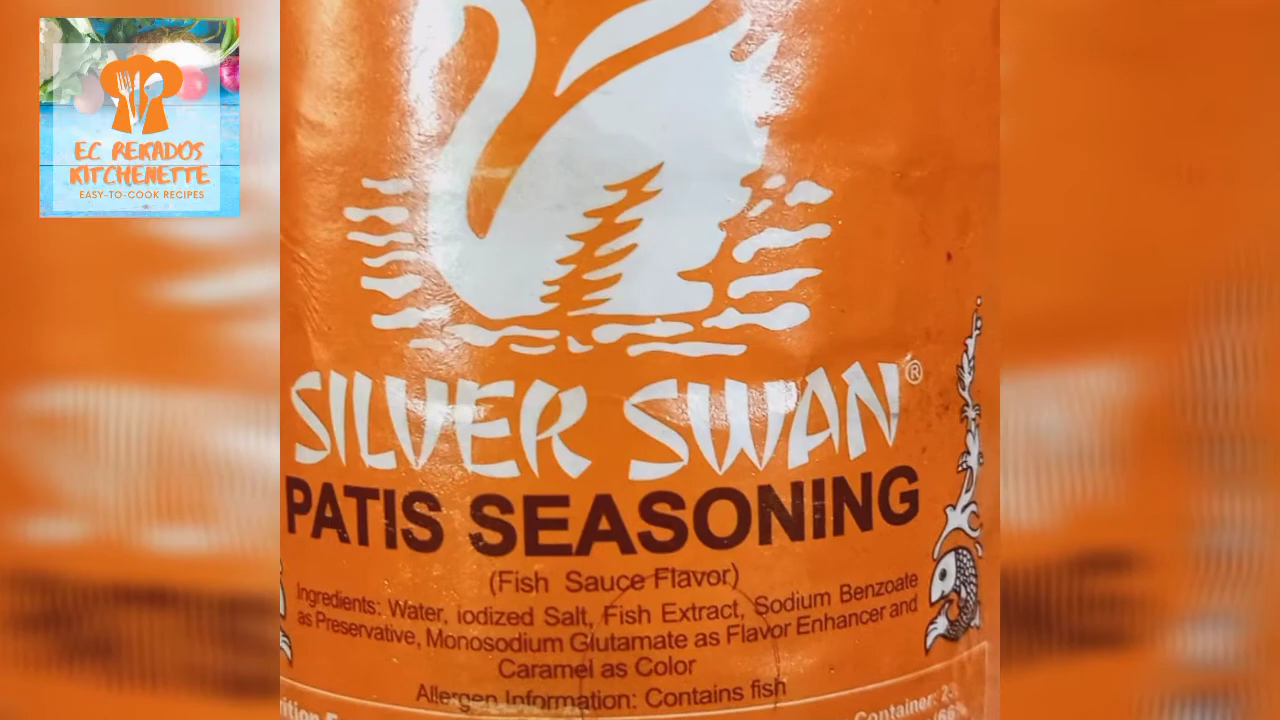 EC REKADOS
KITCHENETTE
EASY-TO-COOK RECIPES
SILVER SWAN®
PATIS SEASONING
(Fish Sauce Flavor)
Ingredients: Water, iodized Salt, Fish Extract, Sodium Benzoate
as Preservative, Monosodium Glutamate as Flavor Enhancer and
Caramel as Color
Allergen Information: Contains fish
Container: